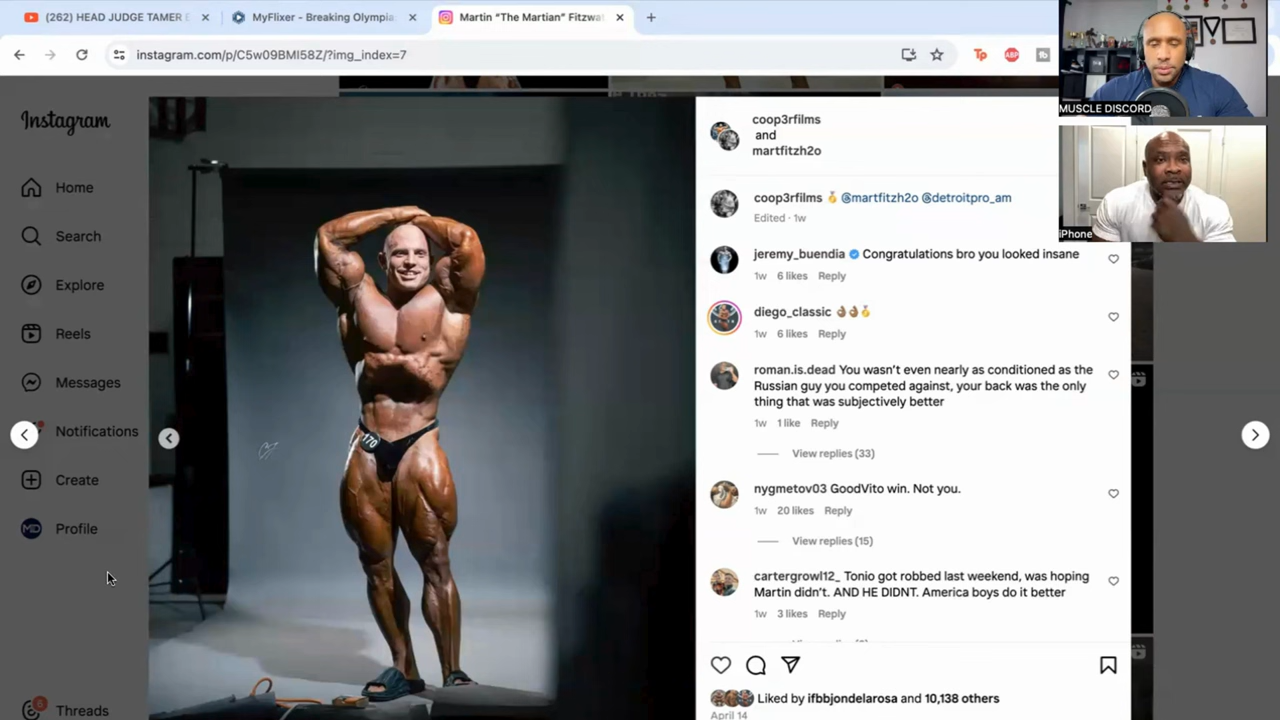 (262) HEAD JUDGE TAMER E
MyFlixer - Breaking Olympia
Martin "The Martian" Fitzwat
instagram.com/p/C5w09BMI58Z/?img_index=7
Tp
ABP
fb
MUSCLE DISCORD
iPhone
Instagram
Home
Search
Explore
Reels
Messages
Notifications
Create
MD
Profile
6
Threads
170
coop3rfilms
and
martfitzh2o
coop3rfilms 🥇 @martfitzh2o @detroitpro_am
Edited · 1w
jeremy_buendia Congratulations bro you looked insane
1w 6 likes Reply
diego_classic 👌🏽👌🏽🥇
1w 6 likes Reply
roman.is.dead You wasn't even nearly as conditioned as the
Russian guy you competed against, your back was the only
thing that was subjectively better
1w 1 like Reply
View replies (33)
nygmetov03 GoodVito win. Not you.
1w 20 likes Reply
View replies (15)
cartergrowl12_ Tonio got robbed last weekend, was hoping
Martin didn't. AND HE DIDNT. America boys do it better
1w 3 likes Reply
Liked by ifbbjondelarosa and 10,138 others
April 14